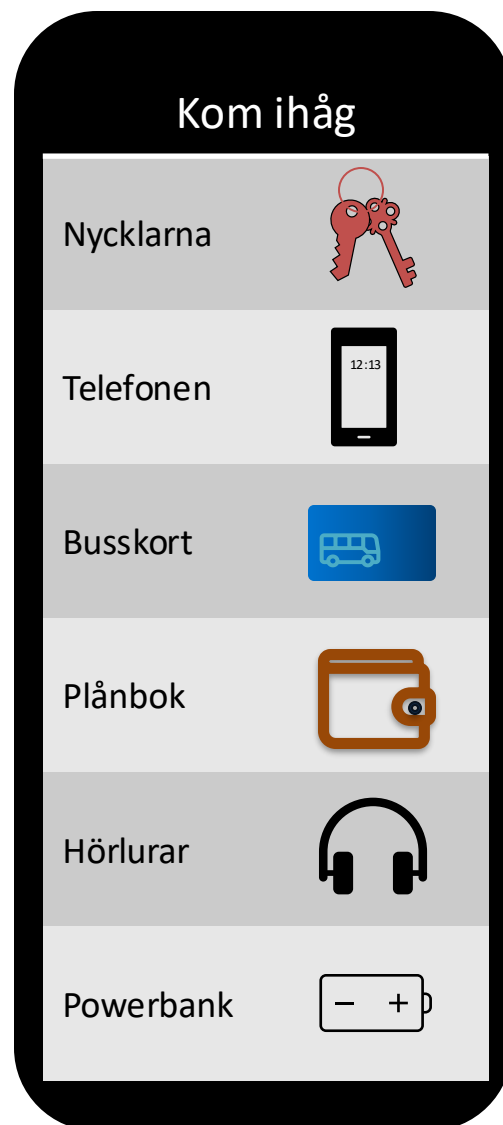 Kom ihåg
Nycklarna
Telefonen
12:13
Busskort
Plånbok
Hörlurar
Powerbank
− +